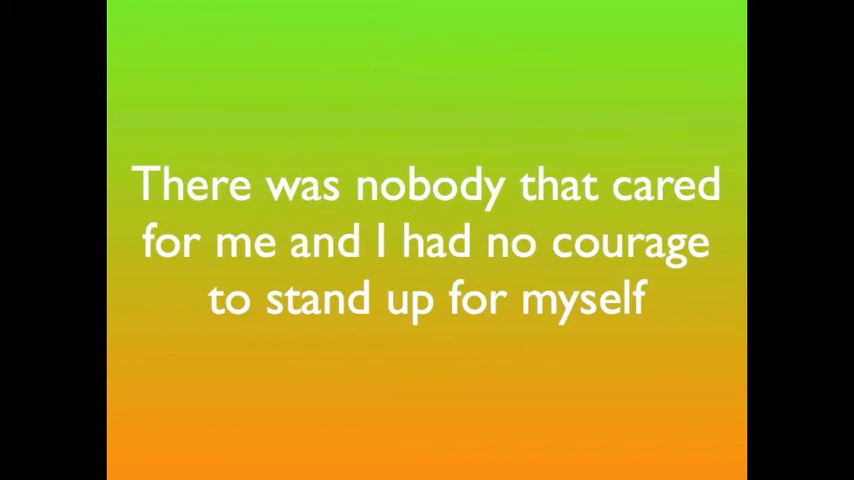 There was nobody that cared
for me and I had no courage
to stand up for myself